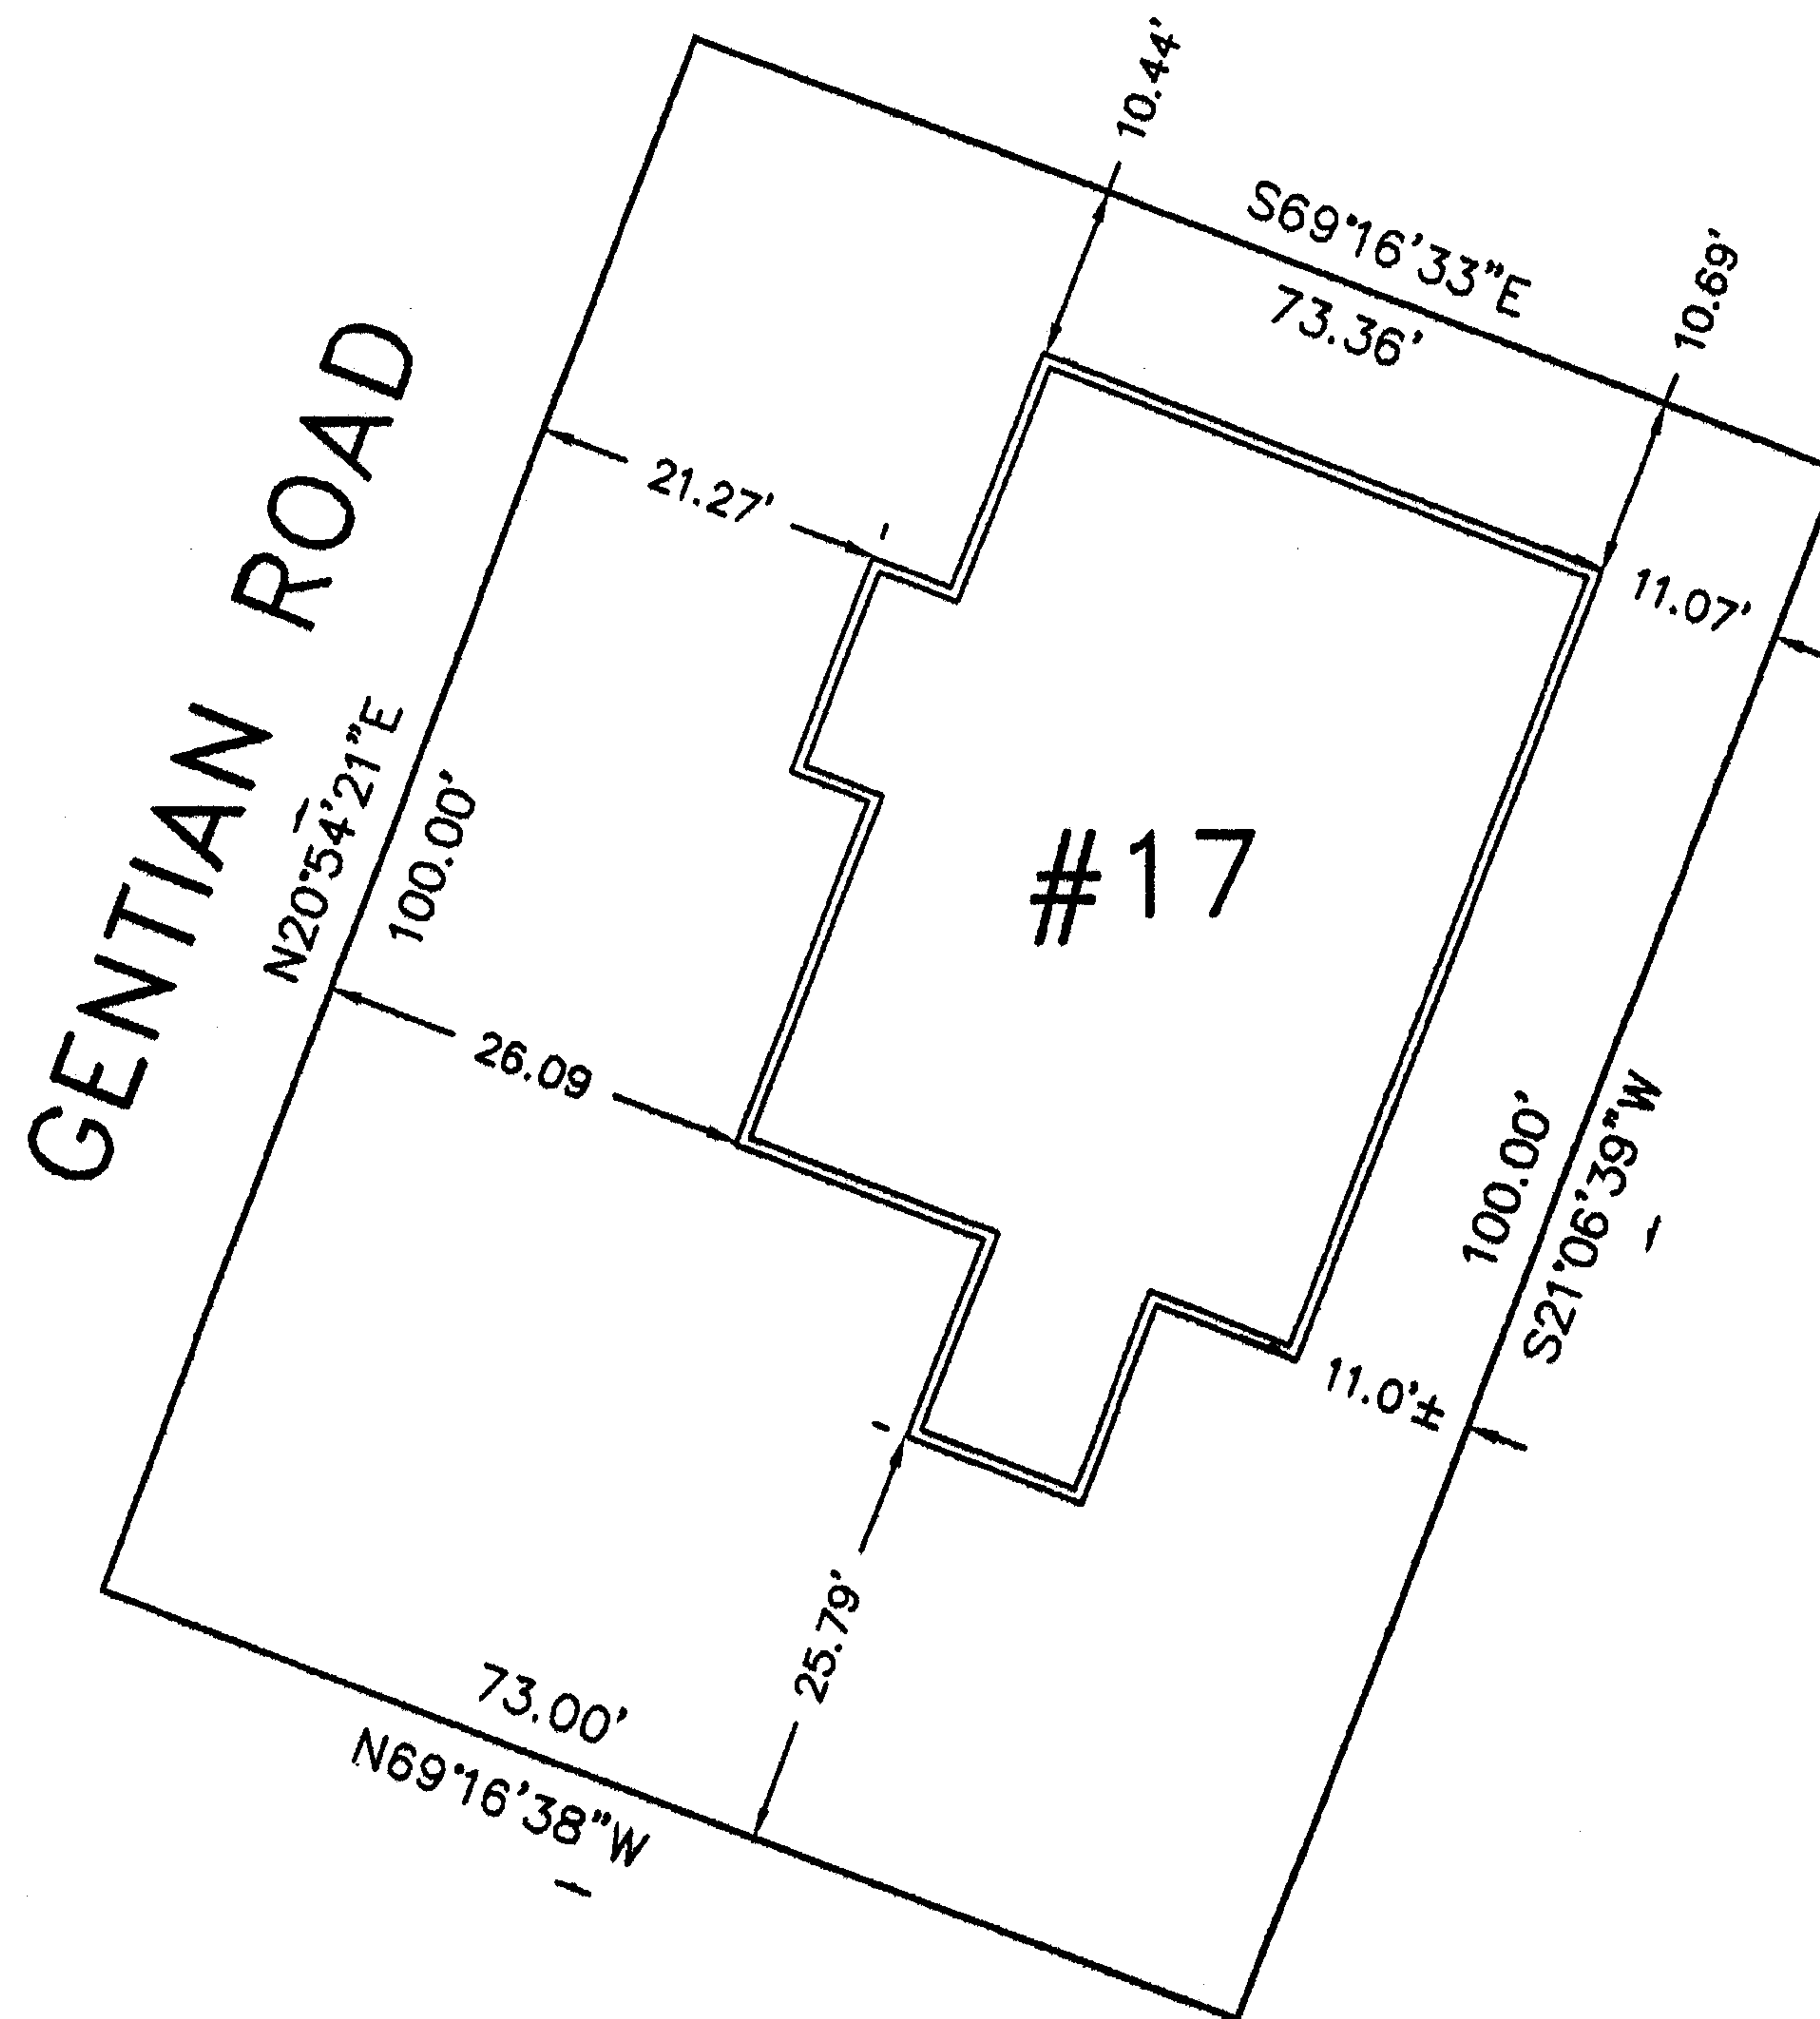 10.44'
S69°16'33"E
73.36'
10.69'
21.27'
11.07'
GENTIAN ROAD
N20°54'21"E
100.00'
#17
26.09
100.00'
S21°06'39"W
11.0'±
25.79'
73.00'
N69°16'38"W